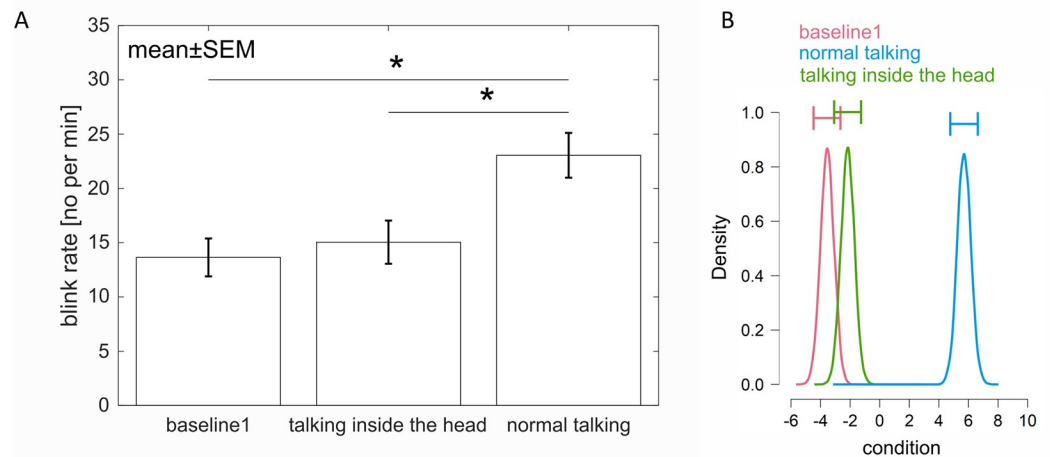 A
mean±SEM
*
*
35
30
25
20
15
10
5
0
blink rate [no per min]
baseline1 talking inside the head normal talking
B
baseline1
normal talking
talking inside the head
1.0
0.8
0.6
0.4
0.2
0.0
Density
-6 -4 -2 0 2 4 6 8 10
condition